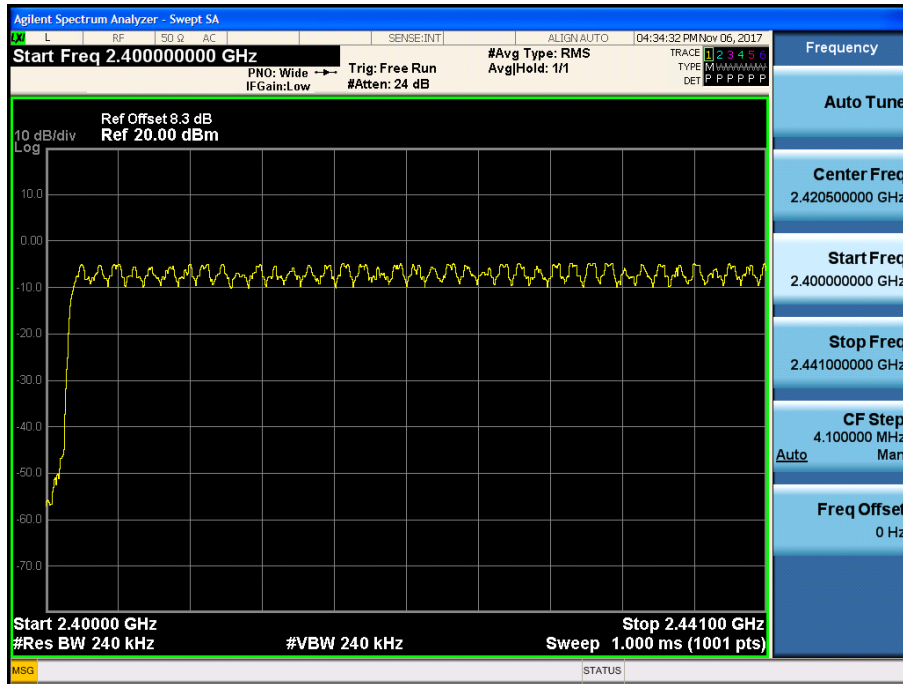 Agilent Spectrum Analyzer - Swept SA
LXI L RF 50 Ω AC SENSE:INT ALIGN AUTO 04:34:32 PM Nov 06, 2017
Start Freq 2.400000000 GHz
PNO: Wide
IFGain:Low
Trig: Free Run
#Atten: 24 dB
#Avg Type: RMS
Avg|Hold: 1/1
TRACE 1 2 3 4 5 6
TYPE M W W W W W
DET P P P P P P
Ref Offset 8.3 dB
10 dB/div Ref 20.00 dBm
Log
10.0
0.00
-10.0
-20.0
-30.0
-40.0
-50.0
-60.0
-70.0
Start 2.40000 GHz Stop 2.44100 GHz
#Res BW 240 kHz #VBW 240 kHz Sweep 1.000 ms (1001 pts)
MSG STATUS
Frequency
Auto Tune
Center Freq
2.420500000 GHz
Start Freq
2.400000000 GHz
Stop Freq
2.441000000 GHz
CF Step
4.100000 MHz
Auto Man
Freq Offset
0 Hz